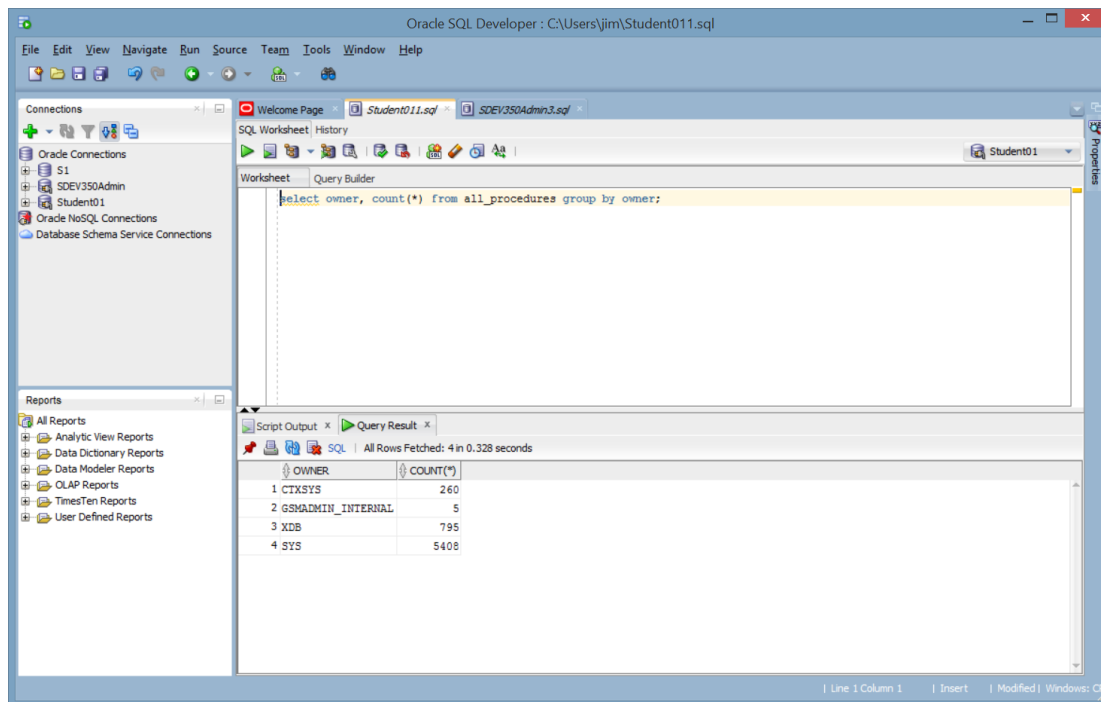 Oracle SQL Developer : C:\Users\jim\Student011.sql
File Edit View Navigate Run Source Team Tools Window Help
Connections
Oracle Connections
S1
SDEV350Admin
Student01
Oracle NoSQL Connections
Database Schema Service Connections
Reports
All Reports
Analytic View Reports
Data Dictionary Reports
Data Modeler Reports
OLAP Reports
TimesTen Reports
User Defined Reports
Welcome Page Student011.sql SDEV350Admin3.sql
SQL Worksheet History
Student01
Worksheet Query Builder
select owner, count(*) from all_procedures group by owner;
Script Output x Query Result x
SQL | All Rows Fetched: 4 in 0.328 seconds
OWNER COUNT(*)
1 CTXSYS 260
2 GSMADMIN_INTERNAL 5
3 XDB 795
4 SYS 5408
Properties
| Line 1 Column 1 | Insert | Modified | Windows: